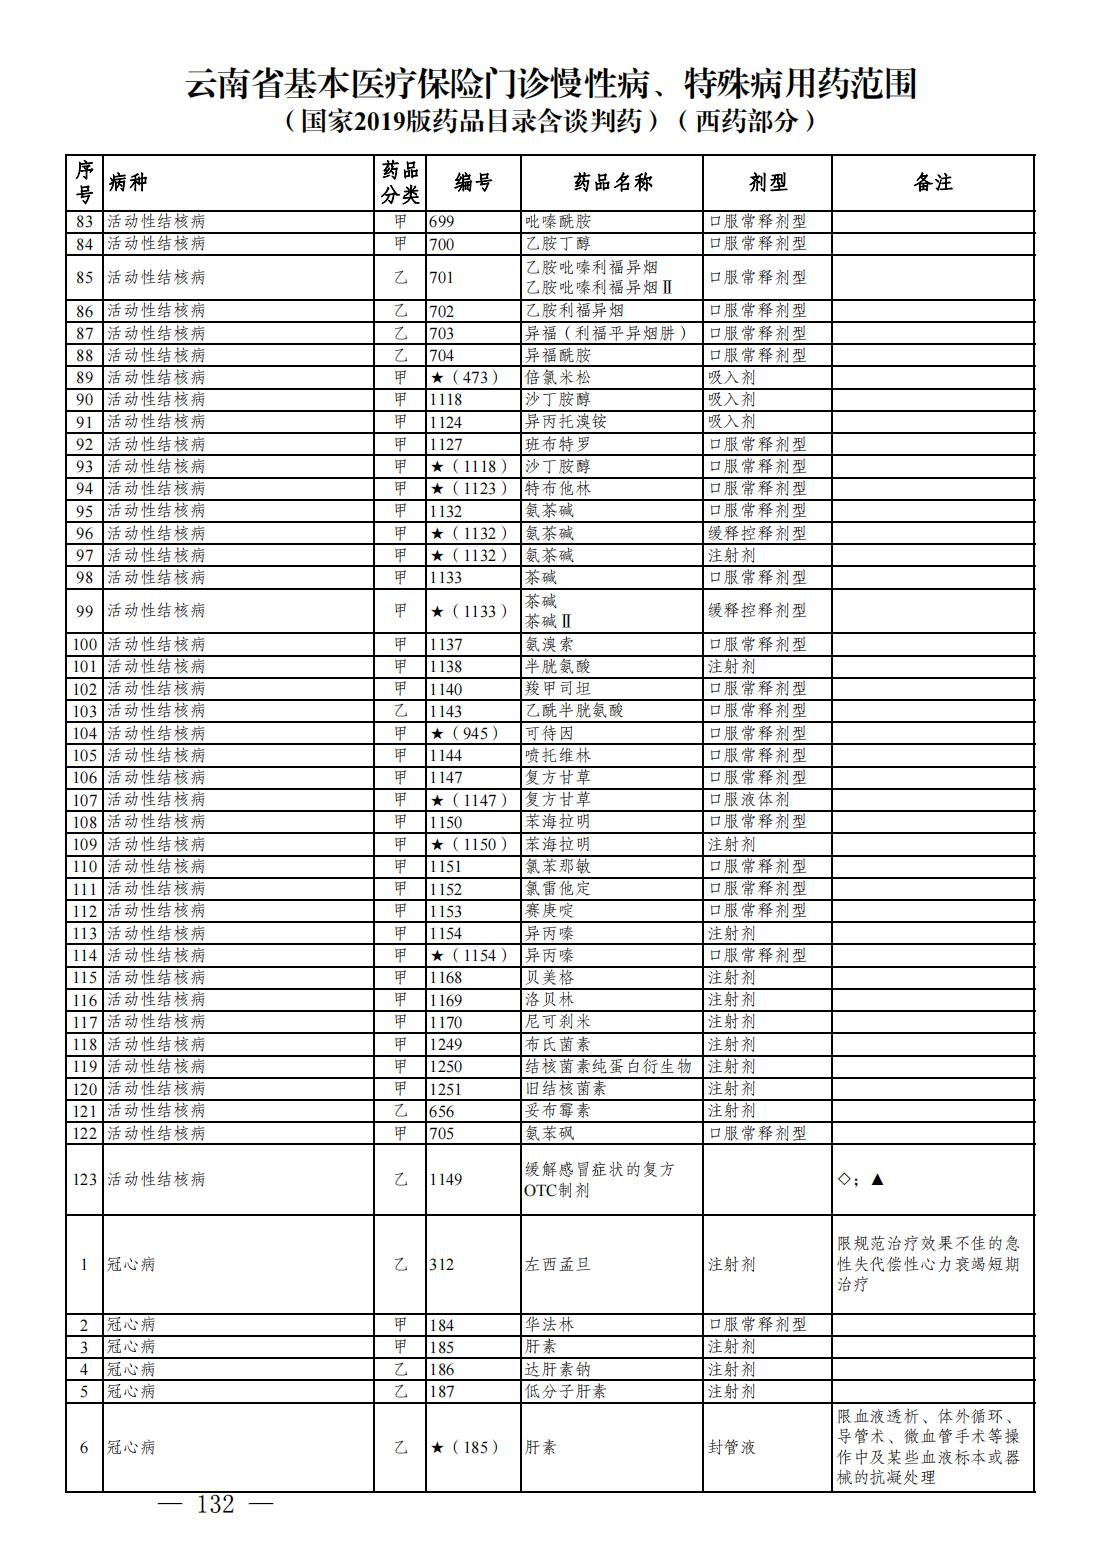 云南省基本医疗保险门诊慢性病、特殊病用药范围
（国家2019版药品目录含谈判药）（西药部分）
序号 病种 药品分类 编号 药品名称 剂型 备注
83 活动性结核病 甲 699 吡嗪酰胺 口服常释剂型
84 活动性结核病 甲 700 乙胺丁醇 口服常释剂型
85 活动性结核病 乙 701 乙胺吡嗪利福异烟 口服常释剂型
乙胺吡嗪利福异烟Ⅱ
86 活动性结核病 乙 702 乙胺利福异烟 口服常释剂型
87 活动性结核病 乙 703 异福（利福平异烟肼） 口服常释剂型
88 活动性结核病 乙 704 异福酰胺 口服常释剂型
89 活动性结核病 甲 ★（473） 倍氯米松 吸入剂
90 活动性结核病 甲 1118 沙丁胺醇 吸入剂
91 活动性结核病 甲 1124 异丙托溴铵 吸入剂
92 活动性结核病 甲 1127 班布特罗 口服常释剂型
93 活动性结核病 甲 ★（1118） 沙丁胺醇 口服常释剂型
94 活动性结核病 甲 ★（1123） 特布他林 口服常释剂型
95 活动性结核病 甲 1132 氨茶碱 口服常释剂型
96 活动性结核病 甲 ★（1132） 氨茶碱 缓释控释剂型
97 活动性结核病 甲 ★（1132） 氨茶碱 注射剂
98 活动性结核病 甲 1133 茶碱 口服常释剂型
99 活动性结核病 甲 ★（1133） 茶碱 缓释控释剂型
茶碱Ⅱ
100 活动性结核病 甲 1137 氨溴索 口服常释剂型
101 活动性结核病 甲 1138 半胱氨酸 注射剂
102 活动性结核病 甲 1140 羧甲司坦 口服常释剂型
103 活动性结核病 乙 1143 乙酰半胱氨酸 口服常释剂型
104 活动性结核病 甲 ★（945） 可待因 口服常释剂型
105 活动性结核病 甲 1144 喷托维林 口服常释剂型
106 活动性结核病 甲 1147 复方甘草 口服常释剂型
107 活动性结核病 甲 ★（1147） 复方甘草 口服液体剂
108 活动性结核病 甲 1150 苯海拉明 口服常释剂型
109 活动性结核病 甲 ★（1150） 苯海拉明 注射剂
110 活动性结核病 甲 1151 氯苯那敏 口服常释剂型
111 活动性结核病 甲 1152 氯雷他定 口服常释剂型
112 活动性结核病 甲 1153 赛庚啶 口服常释剂型
113 活动性结核病 甲 1154 异丙嗪 注射剂
114 活动性结核病 甲 ★（1154） 异丙嗪 口服常释剂型
115 活动性结核病 甲 1168 贝美格 注射剂
116 活动性结核病 甲 1169 洛贝林 注射剂
117 活动性结核病 甲 1170 尼可刹米 注射剂
118 活动性结核病 甲 1249 布氏菌素 注射剂
119 活动性结核病 甲 1250 结核菌素纯蛋白衍生物 注射剂
120 活动性结核病 甲 1251 旧结核菌素 注射剂
121 活动性结核病 乙 656 妥布霉素 注射剂
122 活动性结核病 甲 705 氨苯砜 口服常释剂型
123 活动性结核病 乙 1149 缓解感冒症状的复方 ◇；▲
OTC制剂
1 冠心病 乙 312 左西孟旦 注射剂 限规范治疗效果不佳的急
性失代偿性心力衰竭短期
治疗
2 冠心病 甲 184 华法林 口服常释剂型
3 冠心病 甲 185 肝素 注射剂
4 冠心病 乙 186 达肝素钠 注射剂
5 冠心病 乙 187 低分子肝素 注射剂
6 冠心病 乙 ★（185） 肝素 封管液 限血液透析、体外循环、
导管术、微血管手术等操
作中及某些血液标本或器
械的抗凝处理
— 132 —